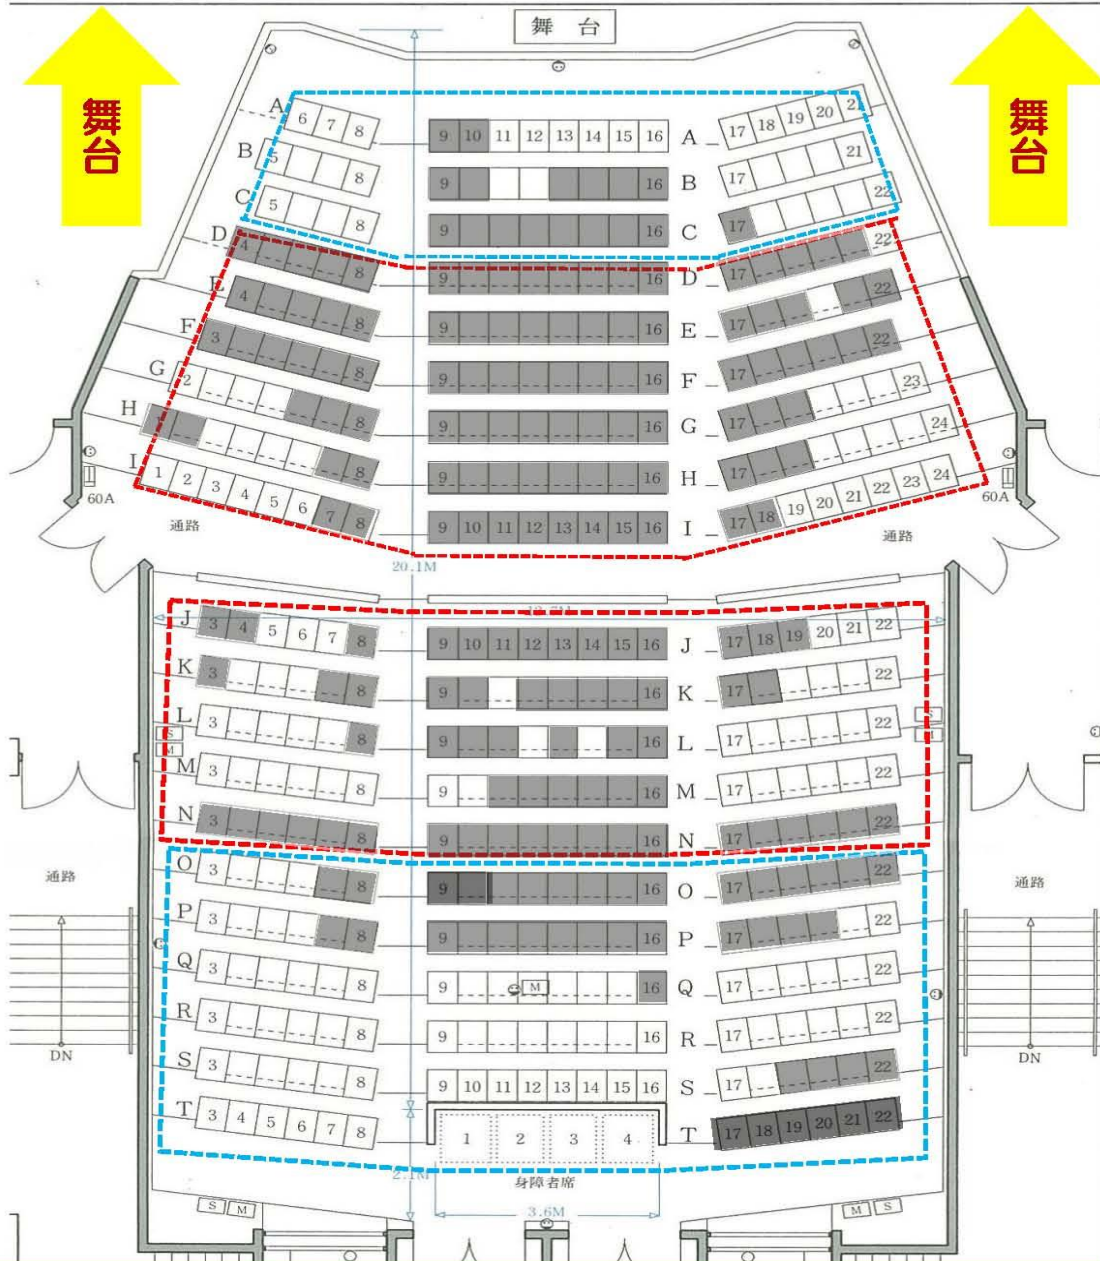 舞 台
舞台
舞台
A 6 7 8 9 10 11 12 13 14 15 16 A 17 18 19 20 2
B 5 8 9 16 B 17 21
C 5 8 9 16 C 17 22
D 4 8 9 16 D 17 22
E 4 8 9 16 E 17 22
F 3 8 9 16 F 17 22
G 2 8 9 16 G 17 23
H 1 8 9 16 H 17 24
I 1 2 3 4 5 6 7 8 9 10 11 12 13 14 15 16 I 17 18 19 20 21 22 23 24
60A 60A
通路 通路
20.1M
J 3 4 5 6 7 8 9 10 11 12 13 14 15 16 J 17 18 19 20 21 22
K 3 8 9 16 K 17 22
L 3 8 9 16 L 17 22
S S
M M
M 3 8 9 16 M 17 22
N 3 8 9 16 N 17 22
O 3 8 9 16 O 17 22
通路 通路
P 3 8 9 16 P 17 22
Q 3 8 9 M 16 Q 17 22
R 3 8 9 16 R 17 22
DN DN
S 3 8 9 10 11 12 13 14 15 16 S 17 22
T 3 4 5 6 7 8 1 2 3 4 T 17 18 19 20 21 22
2.1M 身障者席
S M 3.6M M S